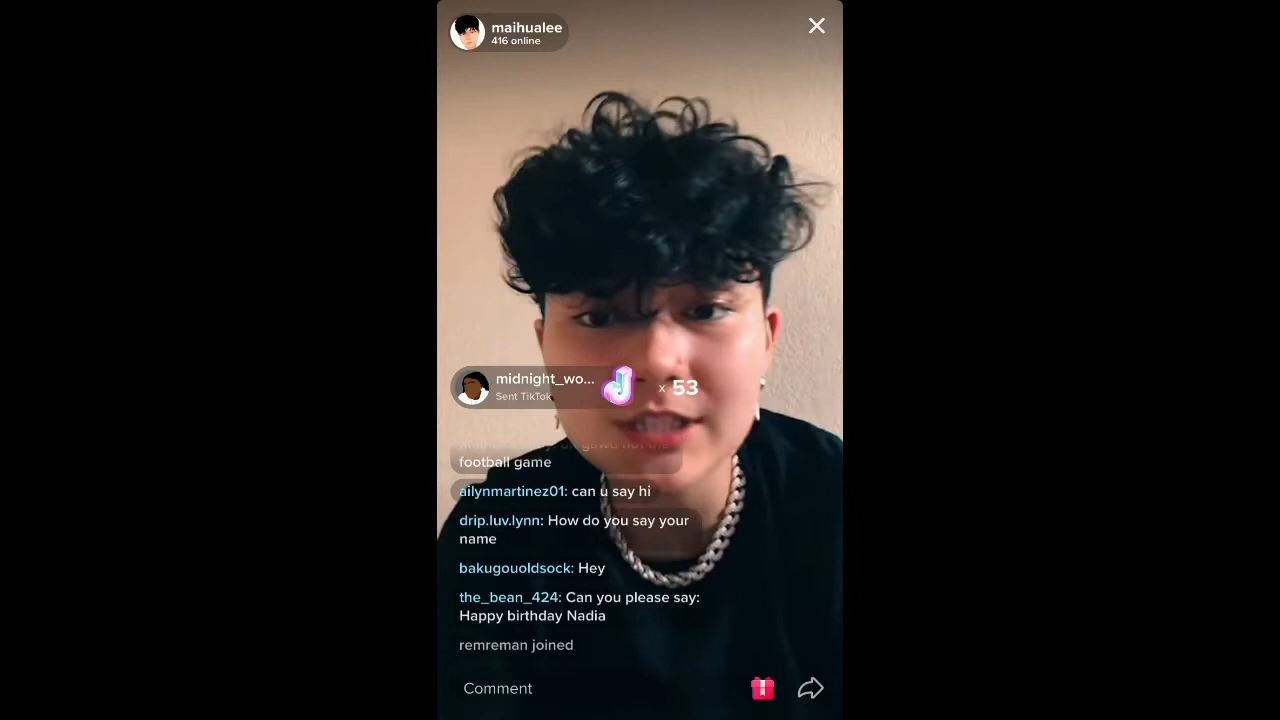 maihualee
416 online
midnight_wo...
Sent TikTok
x 53
football game
ailynmartinez01: can u say hi
drip.luv.lynn: How do you say your
name
bakugouoldsock: Hey
the_bean_424: Can you please say:
Happy birthday Nadia
remreman joined
Comment